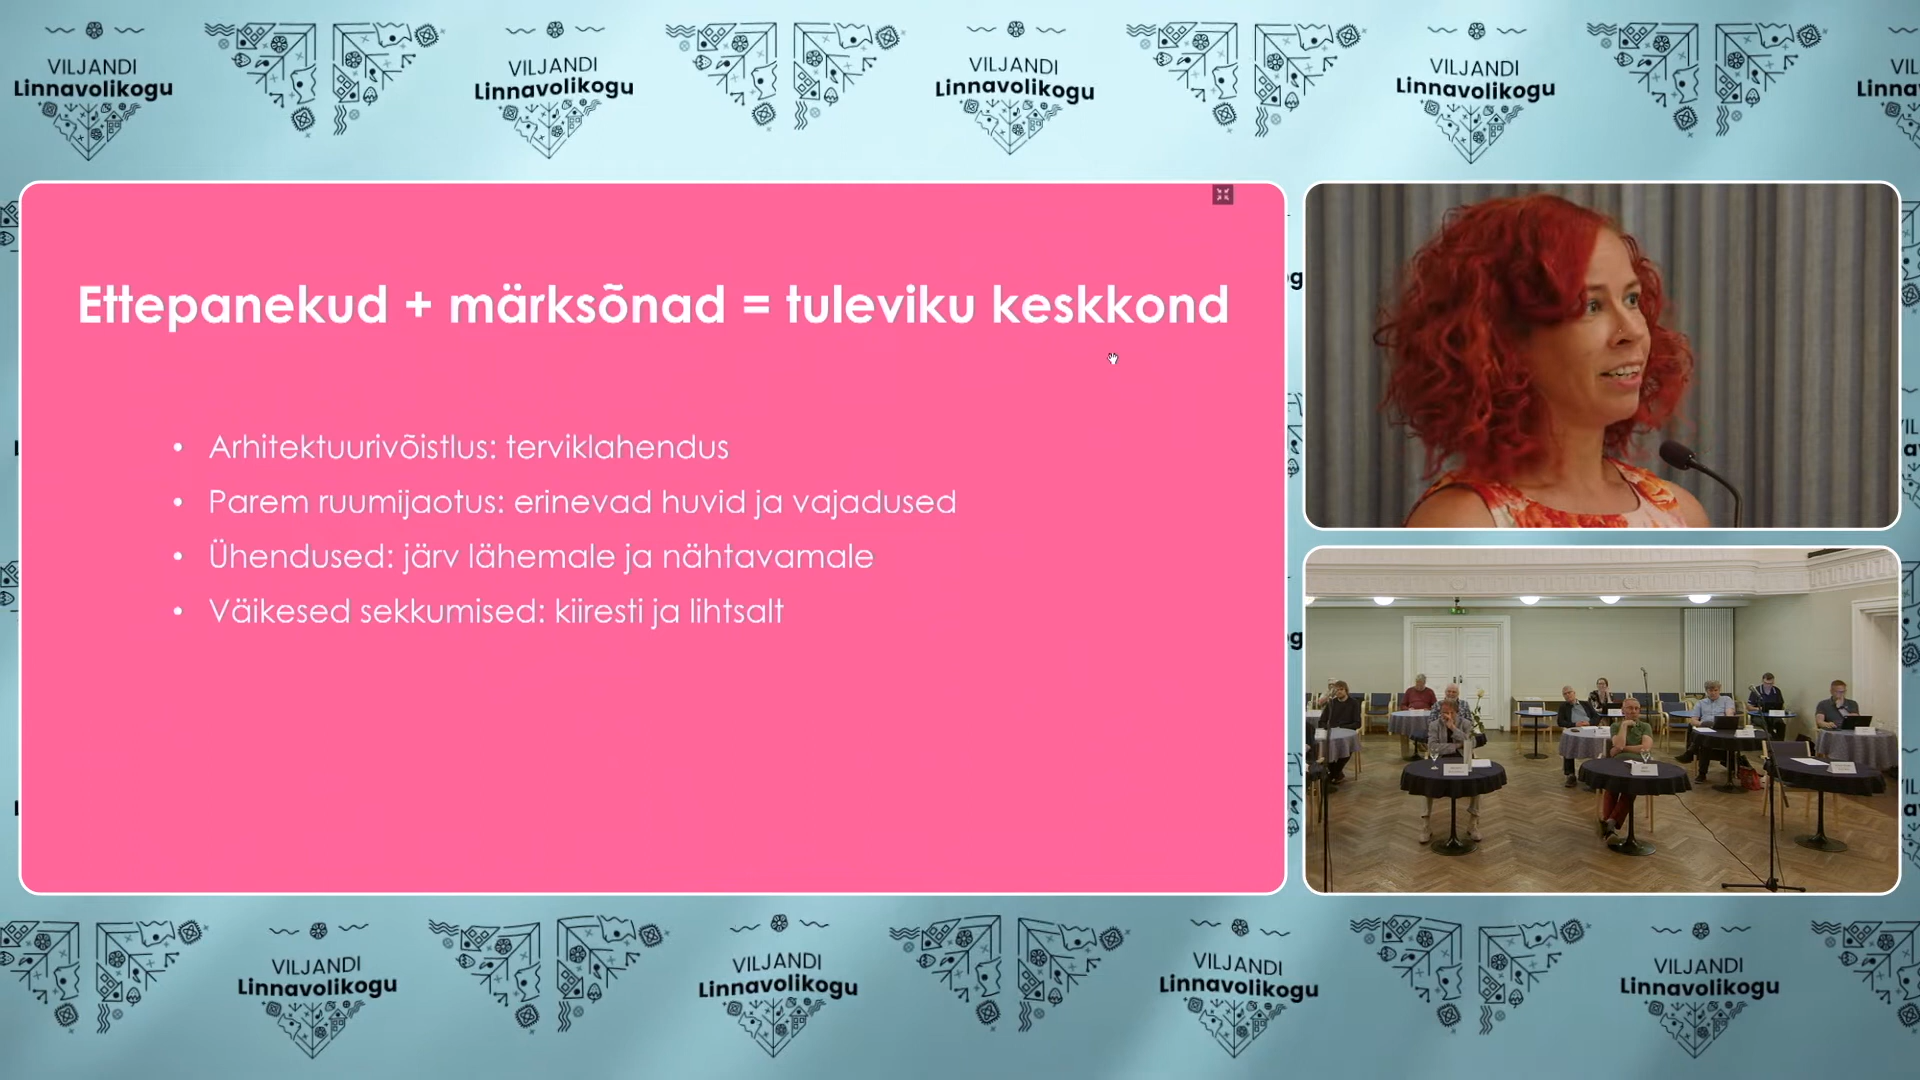 VILJANDI
Linnavolikogu
VILJANDI
Linnavolikogu
VILJANDI
Linnavolikogu
VILJANDI
Linnavolikogu
Ettepanekud + märksõnad = tuleviku keskkond
• Arhitektuurivõistlus: terviklahendus
• Parem ruumijaotus: erinevad huvid ja vajadused
• Ühendused: järv lähemale ja nähtavamale
• Väikesed sekkumised: kiiresti ja lihtsalt
VILJANDI
Linnavolikogu
VILJANDI
Linnavolikogu
VILJANDI
Linnavolikogu
VILJANDI
Linnavolikogu